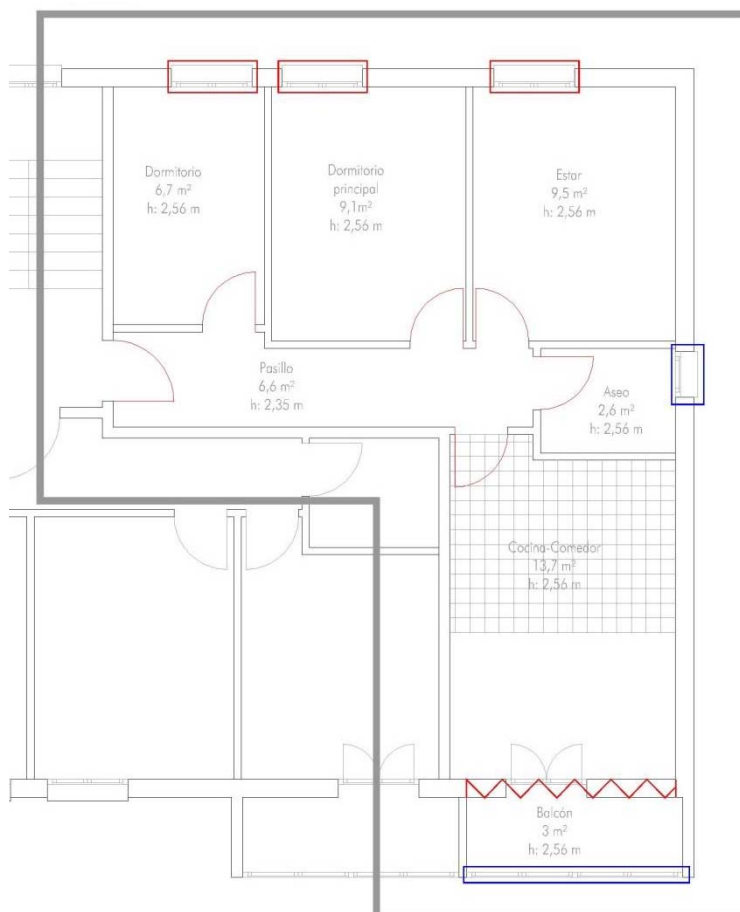 Dormitorio
6,7 m²
h: 2,56 m
Dormitorio
principal
9,1m²
h: 2,56 m
Estar
9,5 m²
h: 2,56 m
Pasillo
6,6 m²
h: 2,35 m
Aseo
2,6 m²
h: 2,56 m
Cocina-Comedor
13,7 m²
h: 2,56 m
Balcón
3 m²
h: 2,56 m